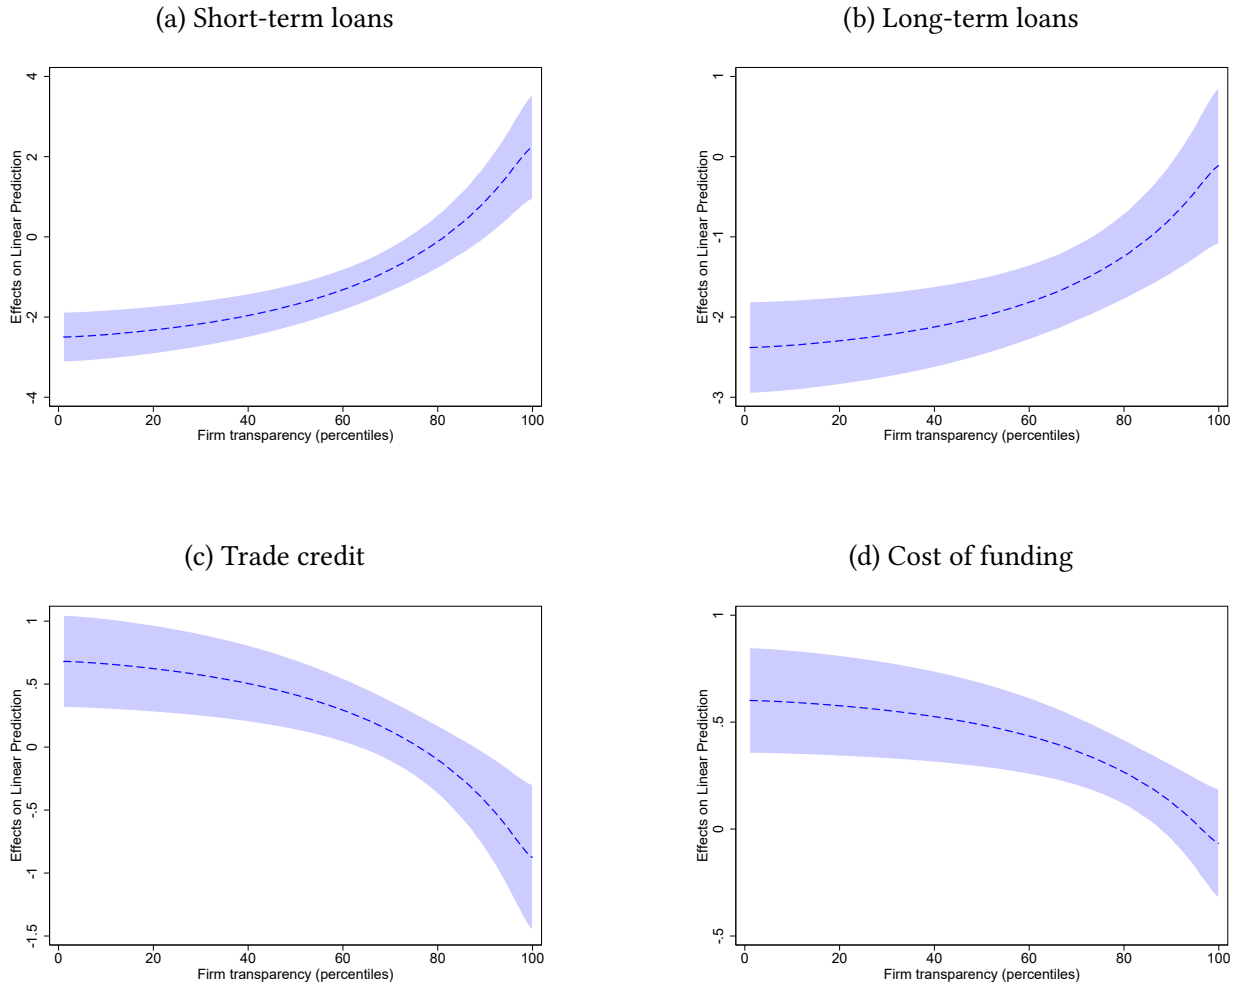 (a) Short-term loans
Effects on Linear Prediction
4
2
0
-2
-4
0 20 40 60 80 100
Firm transparency (percentiles)
(b) Long-term loans
Effects on Linear Prediction
1
0
-1
-2
-3
0 20 40 60 80 100
Firm transparency (percentiles)
(c) Trade credit
Effects on Linear Prediction
1
.5
0
-.5
-1
-1.5
0 20 40 60 80 100
Firm transparency (percentiles)
(d) Cost of funding
Effects on Linear Prediction
1
.5
0
-.5
0 20 40 60 80 100
Firm transparency (percentiles)